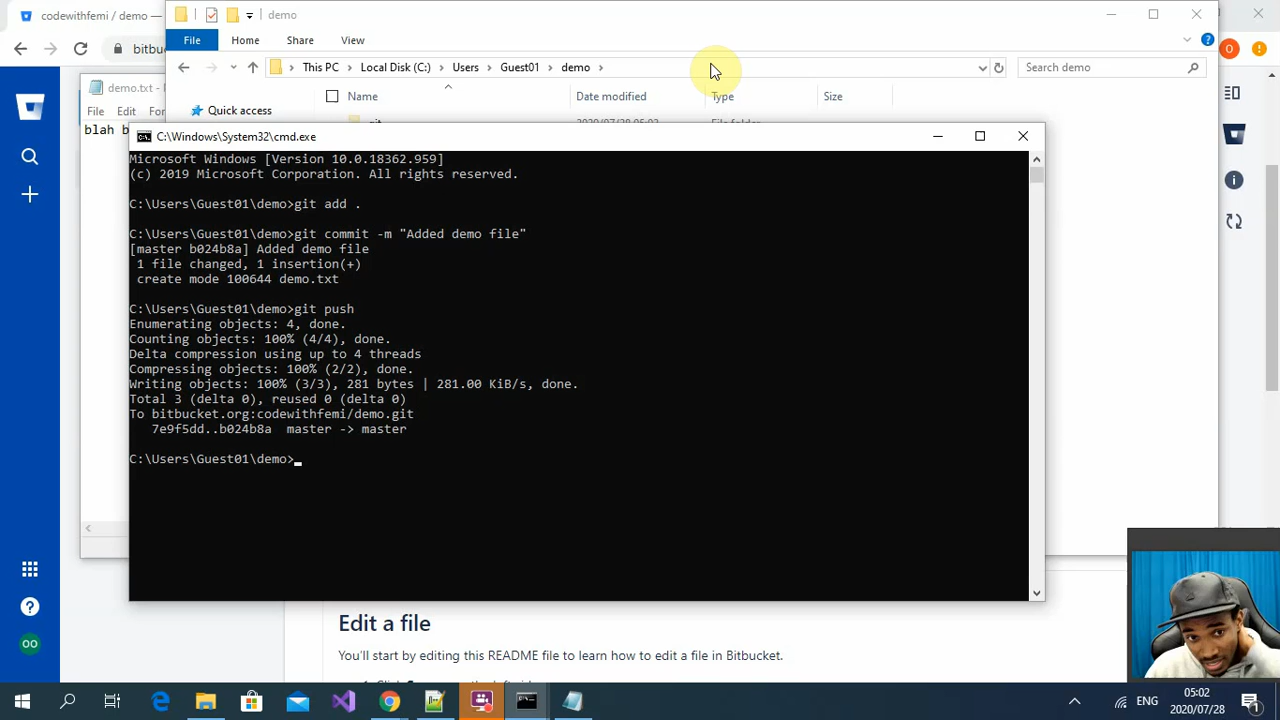 codewithfemi / demo —
demo
File
Home
Share
View
bitbu
This PC
Local Disk (C:)
Users
Guest01
demo
Search demo
demo.txt -
Name
Date modified
Type
Size
File
Edit
Quick access
blah b
C:\Windows\System32\cmd.exe
Microsoft Windows [Version 10.0.18362.959]
(c) 2019 Microsoft Corporation. All rights reserved.
C:\Users\Guest01\demo>git add .
C:\Users\Guest01\demo>git commit -m "Added demo file"
[master b024b8a] Added demo file
1 file changed, 1 insertion(+)
create mode 100644 demo.txt
C:\Users\Guest01\demo>git push
Enumerating objects: 4, done.
Counting objects: 100% (4/4), done.
Delta compression using up to 4 threads
Compressing objects: 100% (2/2), done.
Writing objects: 100% (3/3), 281 bytes | 281.00 KiB/s, done.
Total 3 (delta 0), reused 0 (delta 0)
To bitbucket.org:codewithfemi/demo.git
7e9f5dd..b024b8a master -> master
C:\Users\Guest01\demo>
Edit a file
You'll start by editing this README file to learn how to edit a file in Bitbucket.
OO
ENG
05:02
2020/07/28
1